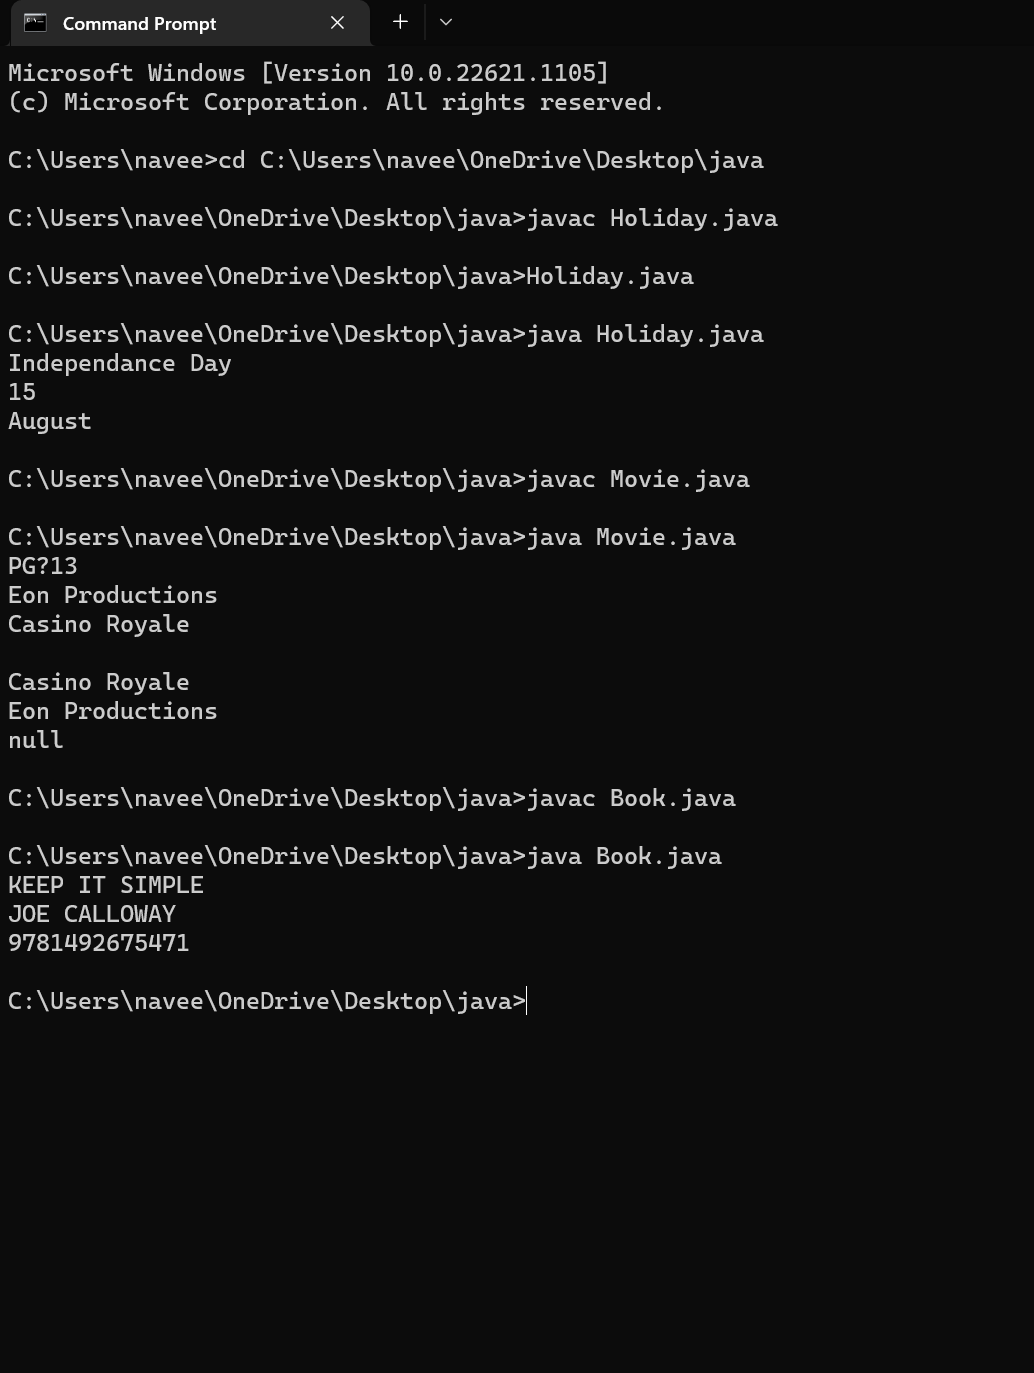 Command Prompt
Microsoft Windows [Version 10.0.22621.1105]
(c) Microsoft Corporation. All rights reserved.
C:\Users\navee>cd C:\Users\navee\OneDrive\Desktop\java
C:\Users\navee\OneDrive\Desktop\java>javac Holiday.java
C:\Users\navee\OneDrive\Desktop\java>Holiday.java
C:\Users\navee\OneDrive\Desktop\java>java Holiday.java
Independance Day
15
August
C:\Users\navee\OneDrive\Desktop\java>javac Movie.java
C:\Users\navee\OneDrive\Desktop\java>java Movie.java
PG?13
Eon Productions
Casino Royale
Casino Royale
Eon Productions
null
C:\Users\navee\OneDrive\Desktop\java>javac Book.java
C:\Users\navee\OneDrive\Desktop\java>java Book.java
KEEP IT SIMPLE
JOE CALLOWAY
9781492675471
C:\Users\navee\OneDrive\Desktop\java>